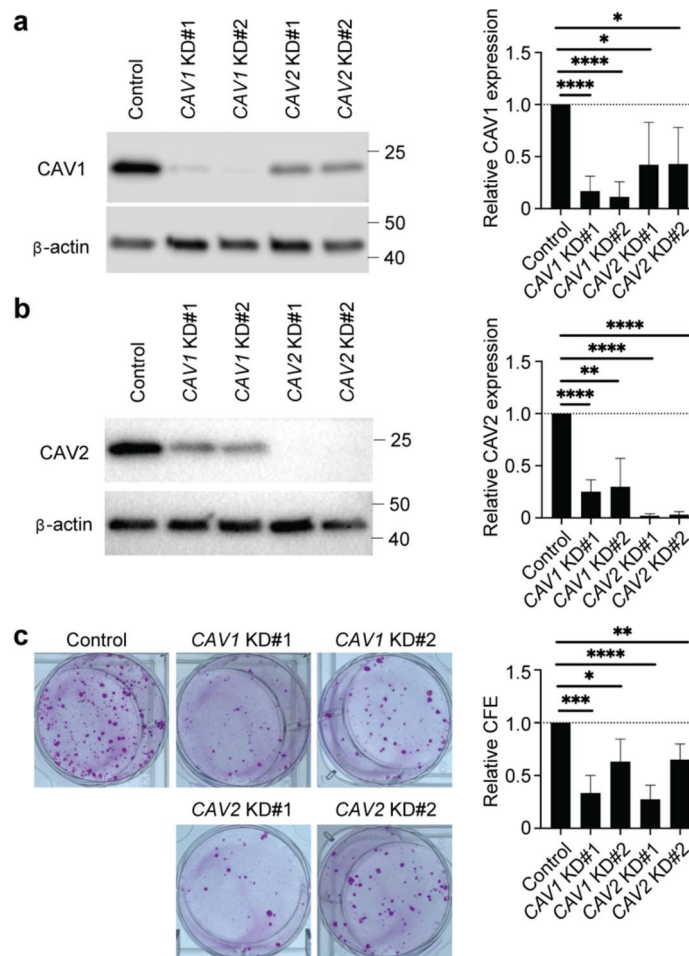 a
Control
CAV1 KD#1
CAV1 KD#2
CAV2 KD#1
CAV2 KD#2
CAV1
25
β-actin
50
40
Relative CAV1 expression
1.5
1.0
0.5
0
*
*
****
****
Control
CAV1 KD#1
CAV1 KD#2
CAV2 KD#1
CAV2 KD#2
b
Control
CAV1 KD#1
CAV1 KD#2
CAV2 KD#1
CAV2 KD#2
CAV2
25
β-actin
50
40
Relative CAV2 expression
1.5
1.0
0.5
0
****
****
**
****
Control
CAV1 KD#1
CAV1 KD#2
CAV2 KD#1
CAV2 KD#2
c
Control
CAV1 KD#1
CAV1 KD#2
CAV2 KD#1
CAV2 KD#2
Relative CFE
1.5
1.0
0.5
0
**
****
*
***
Control
CAV1 KD#1
CAV1 KD#2
CAV2 KD#1
CAV2 KD#2